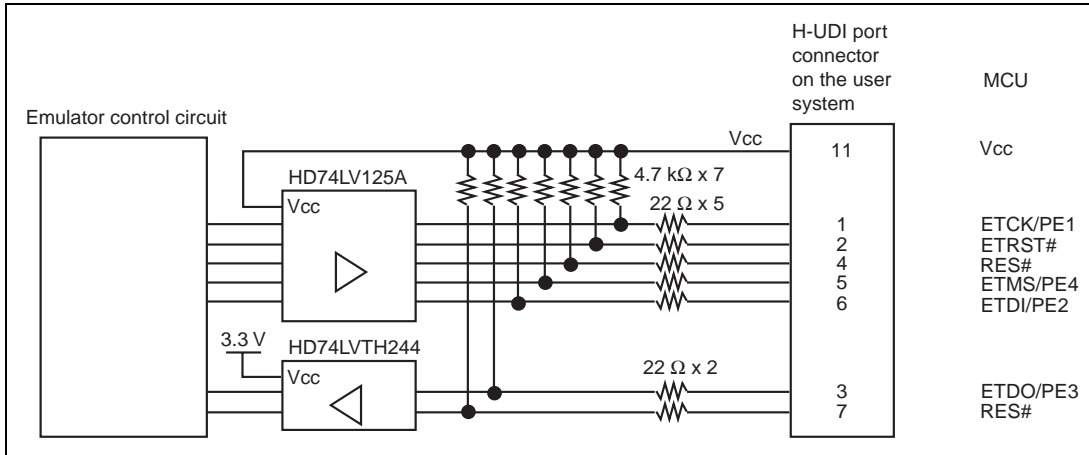 H-UDI port
connector
on the user
system
MCU
Emulator control circuit
Vcc
11
Vcc
HD74LV125A
4.7 kΩ x 7
Vcc
22 Ω x 5
1
ETCK/PE1
2
ETRST#
4
RES#
5
ETMS/PE4
6
ETDI/PE2
3.3 V
HD74LVTH244
Vcc
22 Ω x 2
3
ETDO/PE3
7
RES#